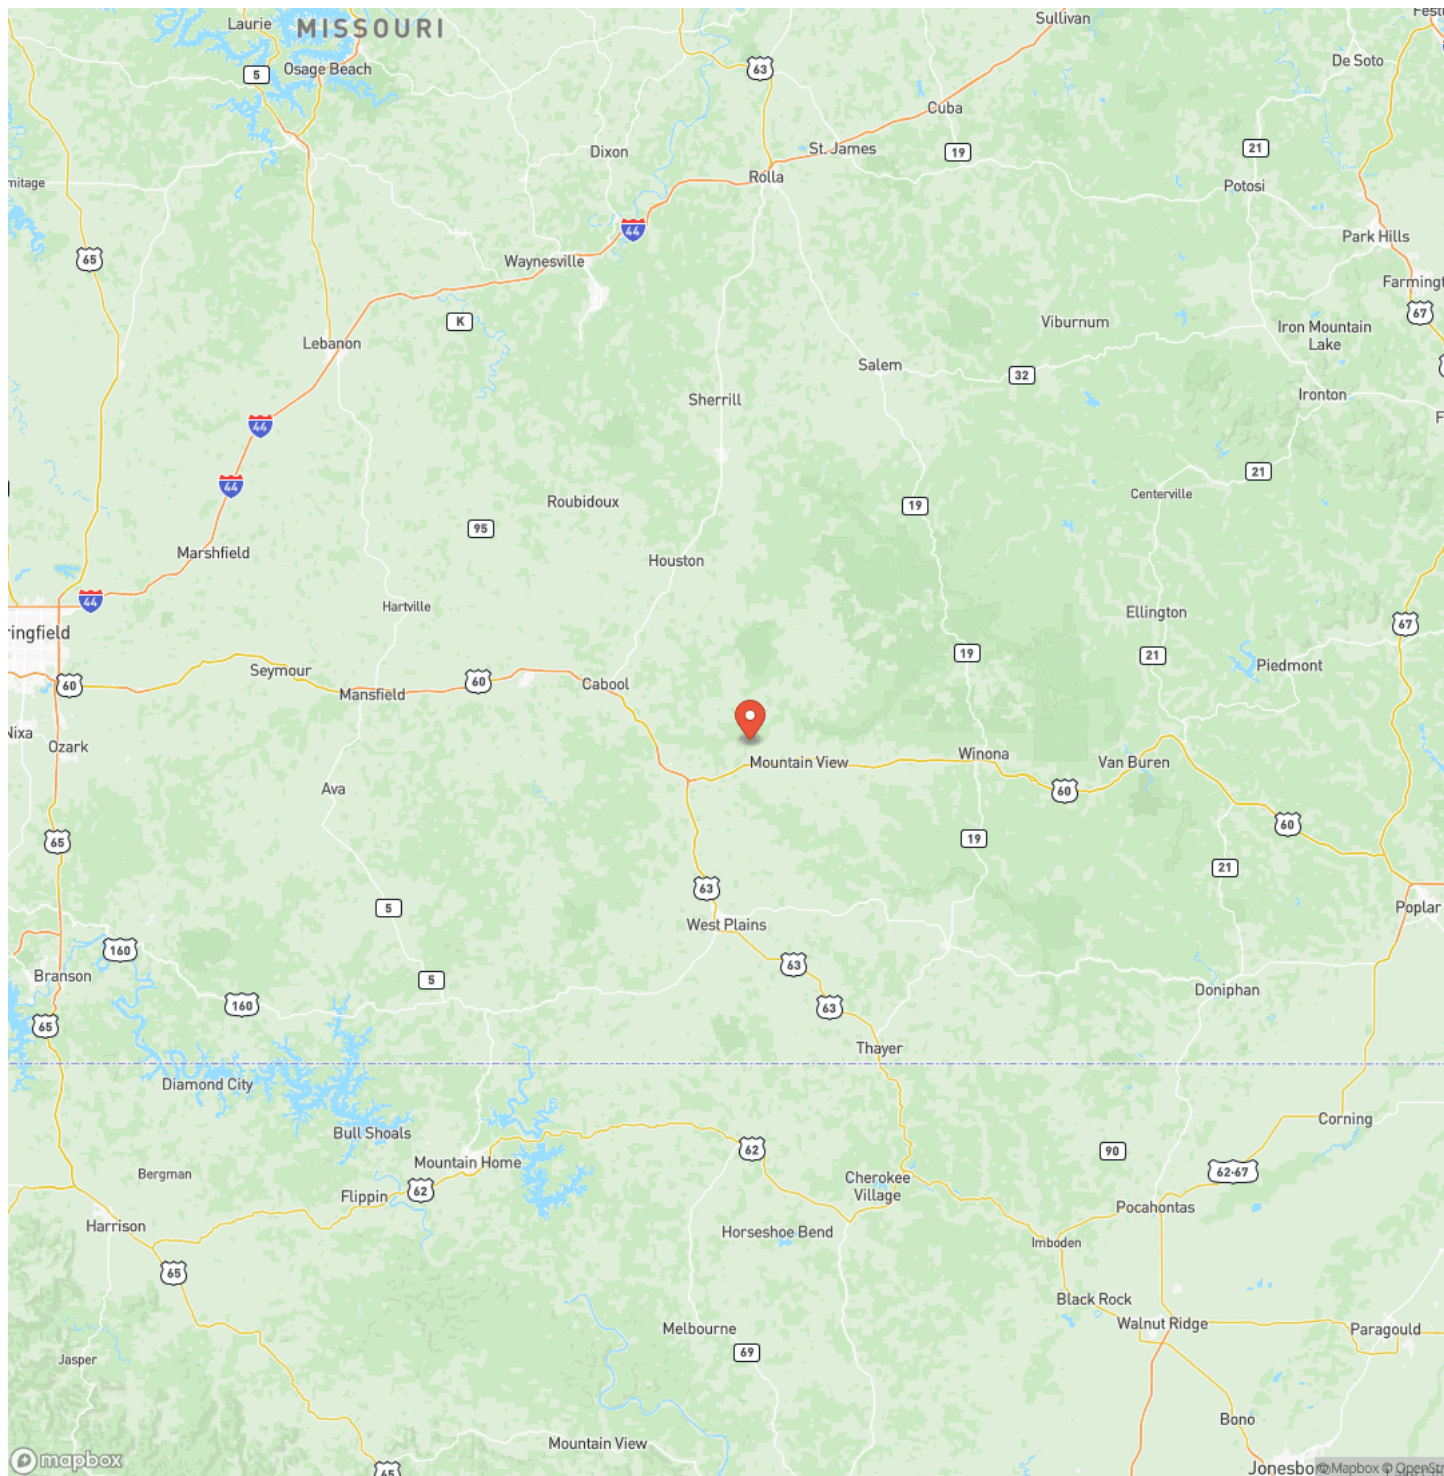 Laurie
MISSOURI
Sullivan
Festu
Osage Beach
5
63
De Soto
Cuba
Dixon
St. James
19
21
Rolla
mitage
Potosi
44
Park Hills
65
Waynesville
Farmingt
67
K
Viburnum
Iron Mountain
Lake
Lebanon
Salem
32
Sherrill
Ironton
F
44
21
44
Centerville
Roubidoux
19
95
Marshfield
Houston
44
Hartville
Ellington
67
ringfield
19
21
Piedmont
Seymour
60
60
Mansfield
Cabool
Nixa
Ozark
Mountain View
Winona
Van Buren
Ava
60
60
65
19
21
63
5
Poplar
West Plains
160
63
Branson
5
Doniphan
160
63
65
Thayer
Diamond City
Corning
Bull Shoals
62
90
Mountain Home
Bergman
62-67
Cherokee
Village
Flippin
62
Pocahontas
Harrison
Horseshoe Bend
Imboden
65
Black Rock
Walnut Ridge
Melbourne
Paragould
69
Jasper
Bono
Mountain View
mapbox
65
Jonesboro
© Mapbox © OpenStr